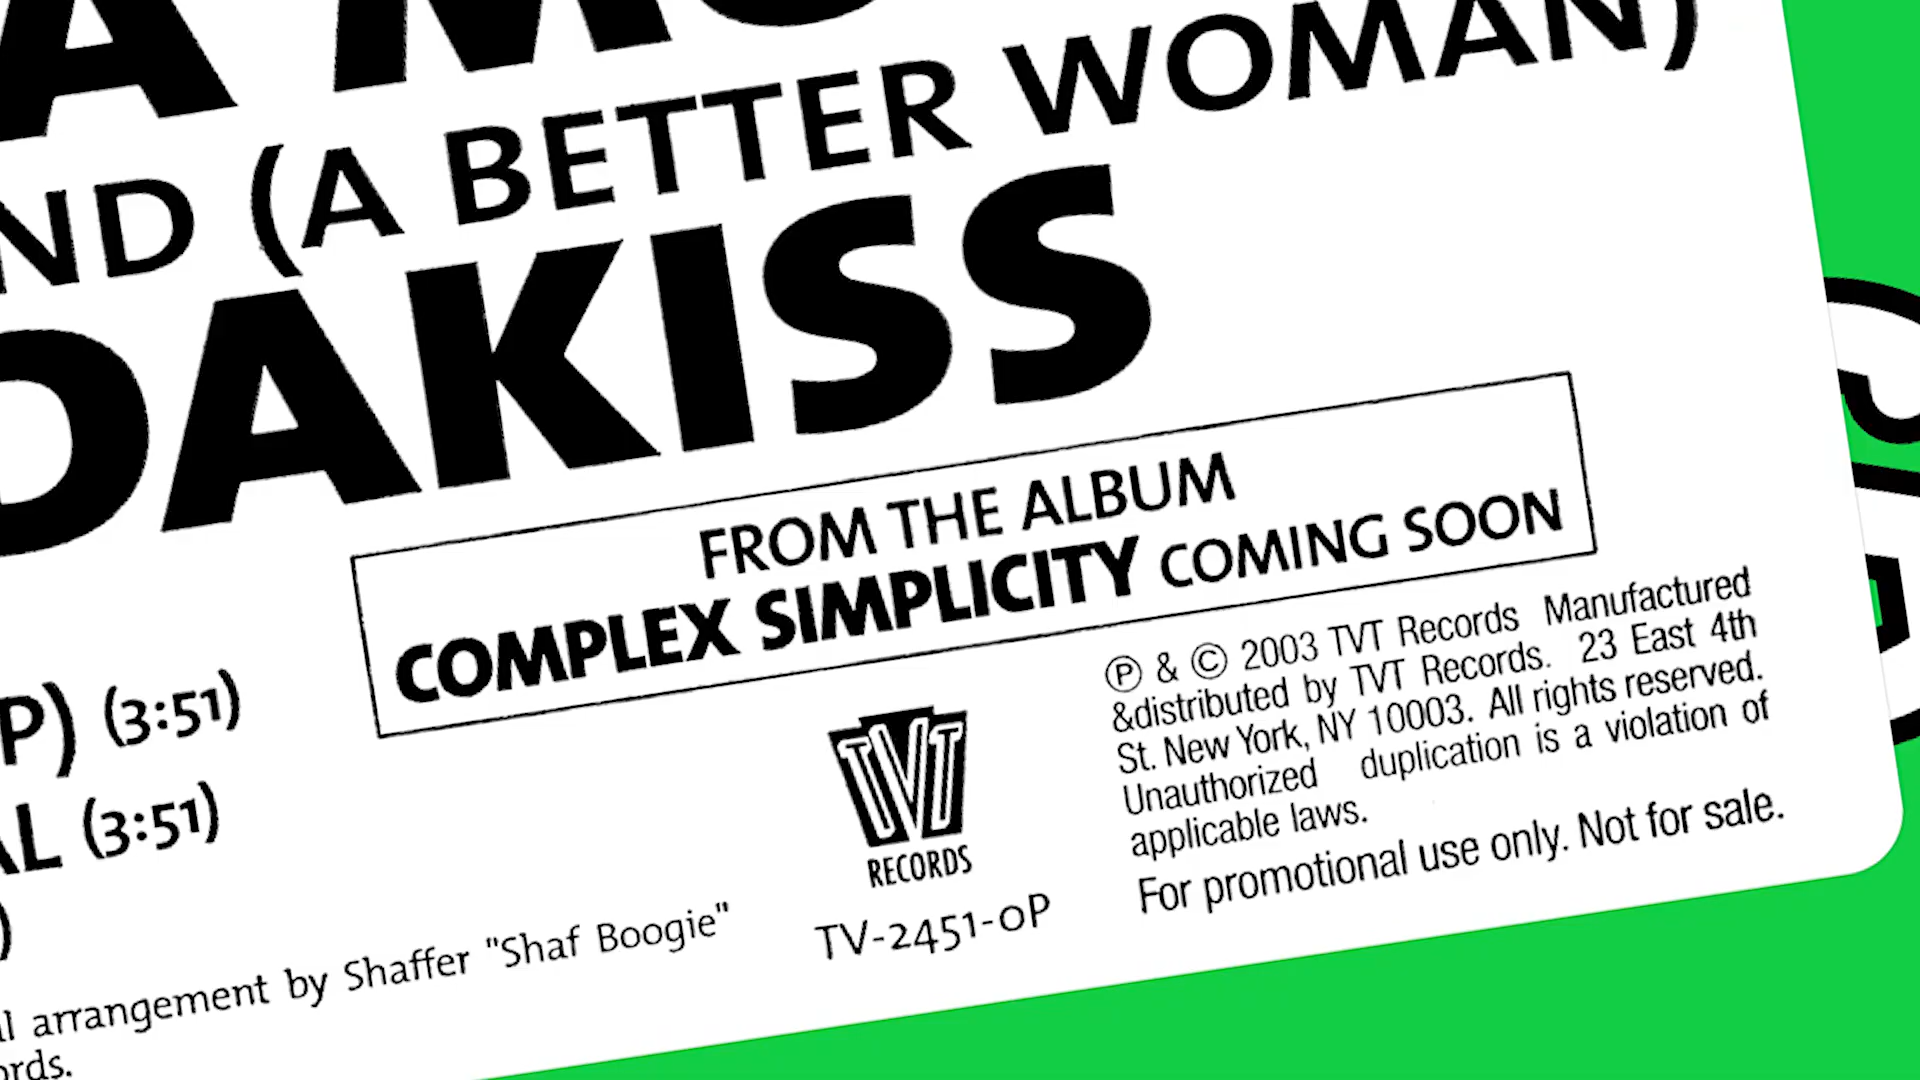 A MO
ND (A BETTER WOMAN)
DAKISS
FROM THE ALBUM
COMPLEX SIMPLICITY COMING SOON
P) (3:51)
AL (3:51)
)
l arrangement by Shaffer "Shaf Boogie"
ords.
TVT
RECORDS
TV-2451-0P
℗ & © 2003 TVT Records Manufactured
&distributed by TVT Records. 23 East 4th
St. New York, NY 10003. All rights reserved.
Unauthorized duplication is a violation of
applicable laws.
For promotional use only. Not for sale.